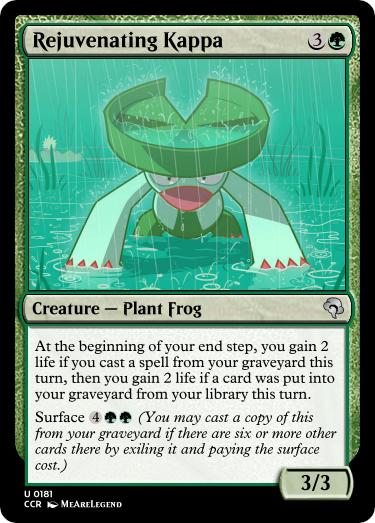 Rejuvenating Kappa 3
Creature — Plant Frog
At the beginning of your end step, you gain 2
life if you cast a spell from your graveyard this
turn, then you gain 2 life if a card was put into
your graveyard from your library this turn.
Surface 4 (You may cast a copy of this
from your graveyard if there are six or more other
cards there by exiling it and paying the surface
cost.)
3/3
U 0181
CCR MeAreLegend